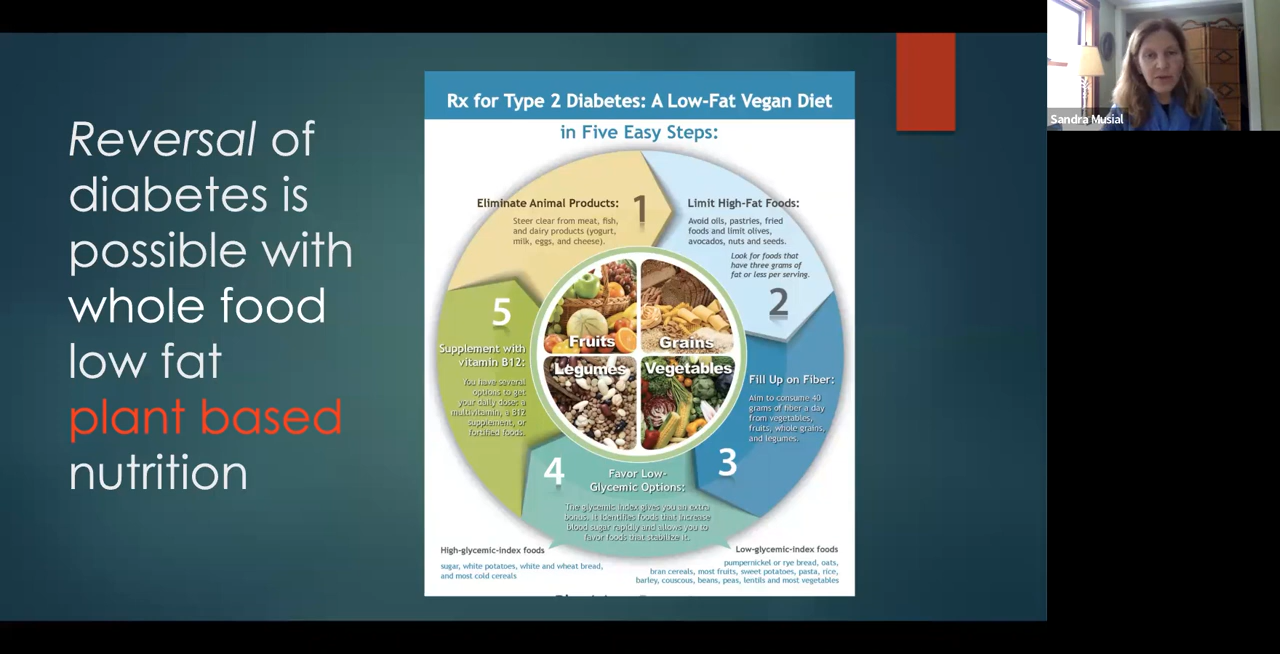 Reversal of
diabetes is
possible with
whole food
low fat
plant based
nutrition
Rx for Type 2 Diabetes: A Low-Fat Vegan Diet
in Five Easy Steps:
Eliminate Animal Products:
1
Steer clear from meat, fish,
and dairy products (yogurt,
milk, eggs, and cheese).
Limit High-Fat Foods:
Avoid oils, pastries, fried
foods and limit olives,
avocados, nuts and seeds.
Look for foods that
have three grams of
fat or less per serving.
2
Fill Up on Fiber:
Aim to consume 40
grams of fiber a day
from vegetables,
fruits, whole grains,
and legumes.
3
4
Favor Low-
Glycemic Options:
The glycemic index gives you an extra
bonus. It identifies foods that increase
blood sugar rapidly and allows you to
favor foods that stabilize it.
5
Supplement with
vitamin B12:
You have several
options to get
your daily doses: a
multivitamin, a B12
supplement, or
fortified foods.
Fruits
Grains
Legumes
Vegetables
High-glycemic-index foods
sugar, white potatoes, white and wheat bread,
and most cold cereals
Low-glycemic-index foods
pumpernickel or rye bread, oats,
bran cereals, most fruits, sweet potatoes, pasta, rice,
barley, couscous, beans, peas, lentils and most vegetables
Sandra Musial